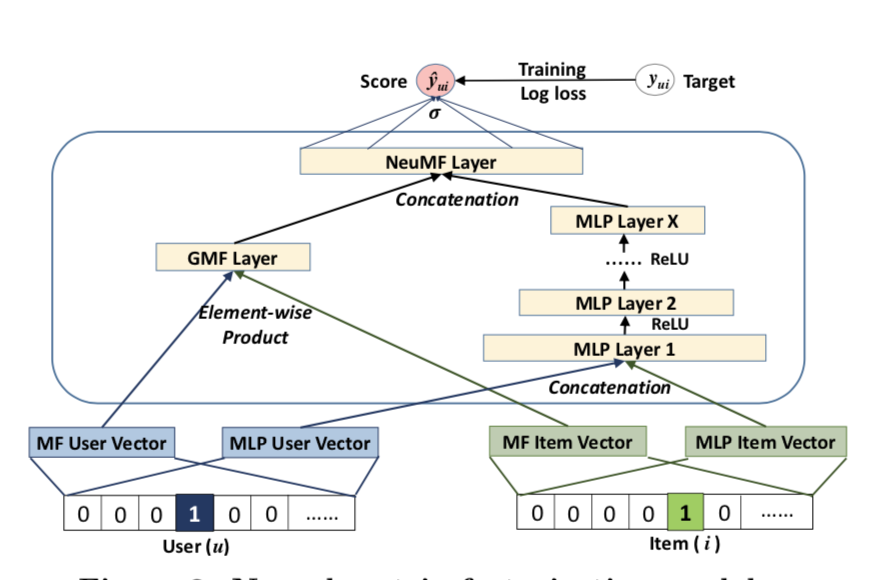 Score ŷui Training yui Target
Log loss
σ
NeuMF Layer
Concatenation
MLP Layer X
GMF Layer
...... ReLU
Element-wise
Product
MLP Layer 2
ReLU
MLP Layer 1
Concatenation
MF User Vector MLP User Vector MF Item Vector MLP Item Vector
0 0 0 1 0 0 ...... 0 0 0 0 1 0 ......
User (u) Item ( i )